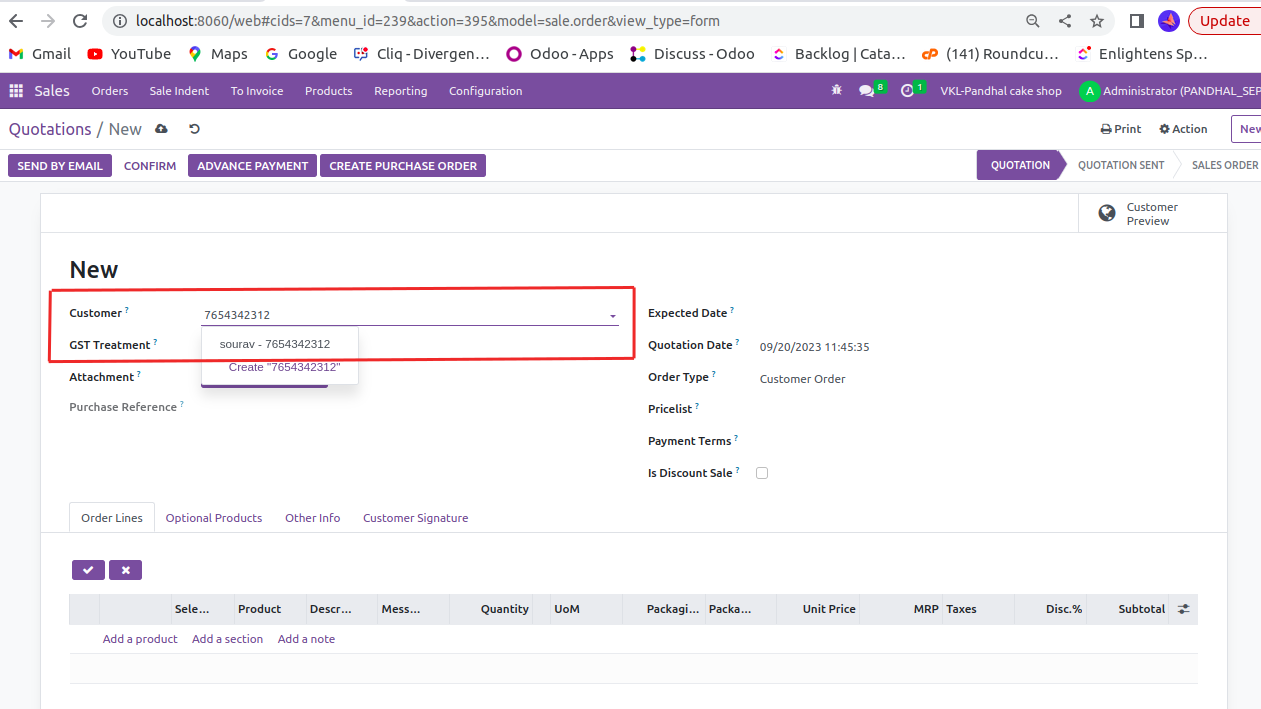 localhost:8060/web#cids=7&menu_id=239&action=395&model=sale.order&view_type=form Update
Gmail YouTube Maps Google Cliq - Divergen... Odoo - Apps Discuss - Odoo Backlog | Cata... (141) Roundcu... Enlightens Sp...
Sales Orders Sale Indent To Invoice Products Reporting Configuration 8 1 VKL-Pandhal cake shop A Administrator (PANDHAL_SEP
Quotations / New Print Action New
SEND BY EMAIL CONFIRM ADVANCE PAYMENT CREATE PURCHASE ORDER QUOTATION QUOTATION SENT SALES ORDER
Customer
Preview
New
Customer ? 7654342312 Expected Date ?
GST Treatment ? sourav - 7654342312 Quotation Date ? 09/20/2023 11:45:35
Attachment ? Create "7654342312" Order Type ? Customer Order
Purchase Reference ? Pricelist ?
Payment Terms ?
Is Discount Sale ?
Order Lines Optional Products Other Info Customer Signature
Sele... Product Descr... Mess... Quantity UoM Packagi... Packa... Unit Price MRP Taxes Disc.% Subtotal
Add a product Add a section Add a note